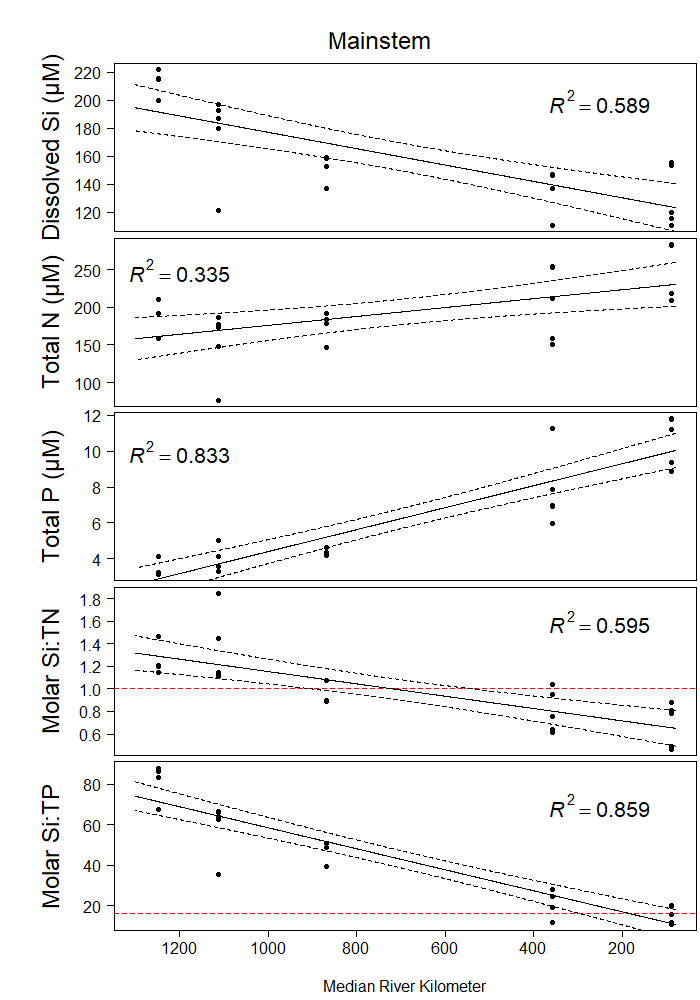 Mainstem
Dissolved Si (µM)
220
200
180
160
140
120
R² = 0.589
Total N (µM)
250
200
150
100
R² = 0.335
Total P (µM)
12
10
8
6
4
R² = 0.833
Molar Si:TN
1.8
1.6
1.4
1.2
1.0
0.8
0.6
R² = 0.595
Molar Si:TP
80
60
40
20
R² = 0.859
1200 1000 800 600 400 200
Median River Kilometer